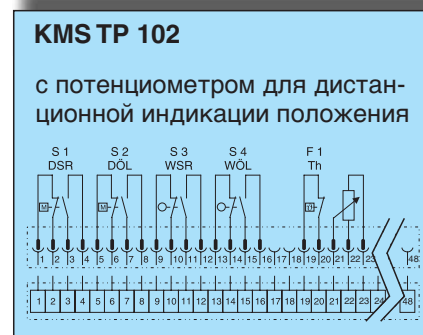 KMS TP 102
с потенциометром для дистан-
ционной индикации положения
S 1 S 2 S 3 S 4 F 1
DSR DÖL WSR WÖL Th
M M
1 2 3 4 5 6 7 8 9 10 11 12 13 14 15 16 17 18 19 20 21 22 23 48
1 2 3 4 5 6 7 8 9 10 11 12 13 14 15 16 17 18 19 20 21 22 23 24 48